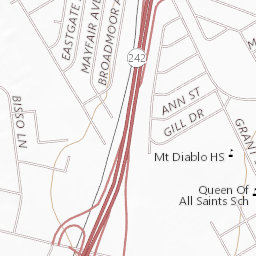 EASTGATE
MAYFAIR AV
BROADMOOR A
242
BISSO LN
ANN ST
GILL DR
GRANT
Mt Diablo HS
Queen Of
All Saints Sch